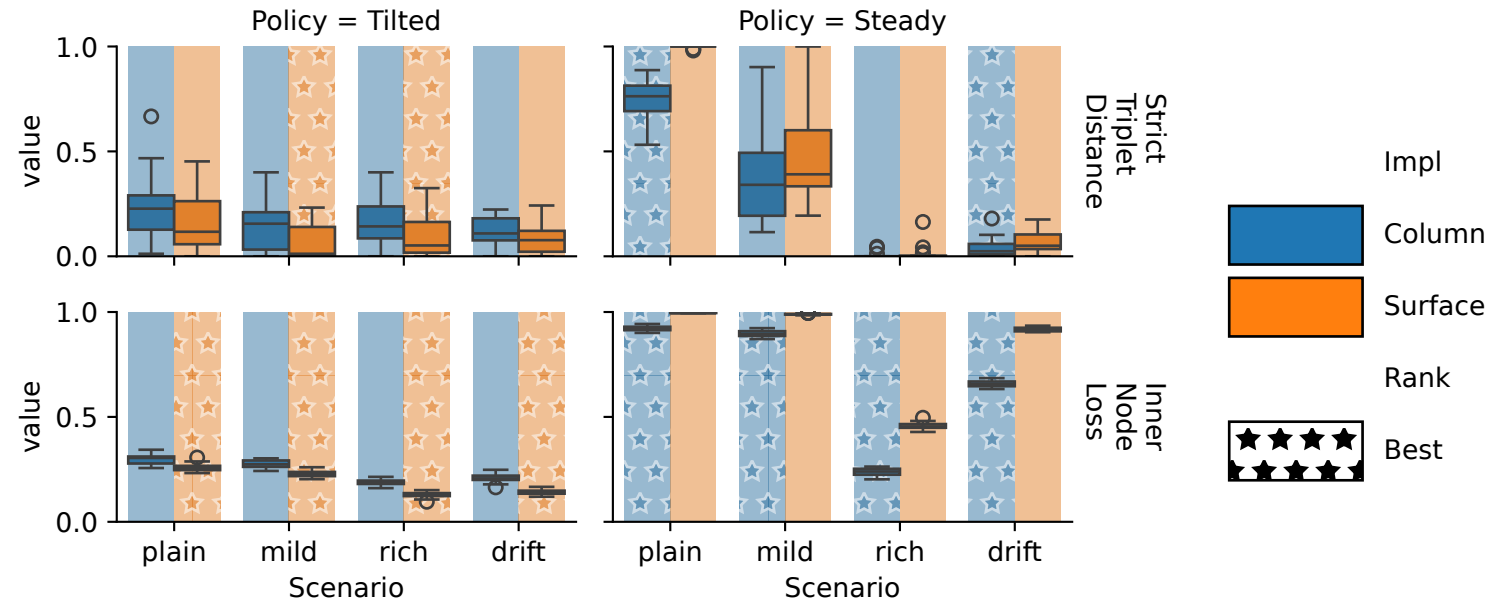 Policy = Tilted
Policy = Steady
1.0
0.5
0.0
value
Strict
Triplet
Distance
1.0
0.5
0.0
value
Inner
Node
Loss
plain
mild
rich
drift
plain
mild
rich
drift
Scenario
Scenario
Impl
Column
Surface
Rank
Best